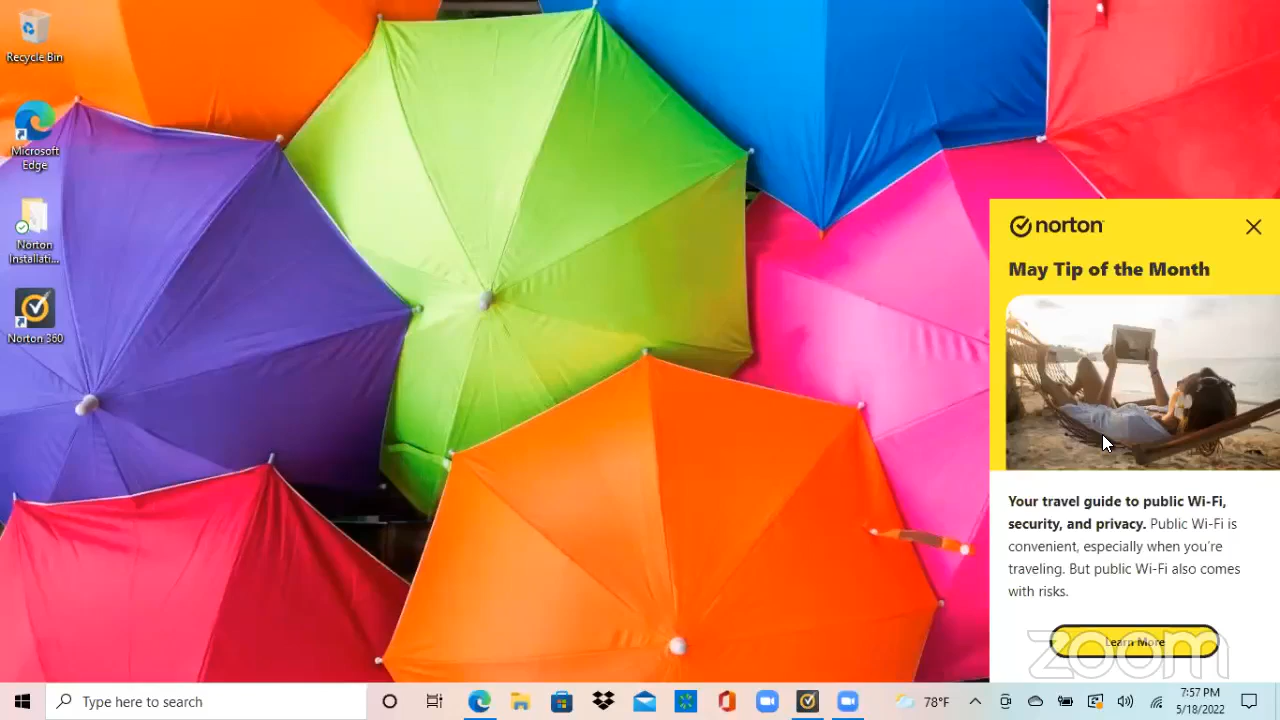 Recycle Bin
Microsoft
Edge
Norton
Installati...
Norton 360
norton
May Tip of the Month
Your travel guide to public Wi-Fi,
security, and privacy. Public Wi-Fi is
convenient, especially when you're
traveling. But public Wi-Fi also comes
with risks.
Learn More
zoom
Type here to search
78°F
7:57 PM
5/18/2022